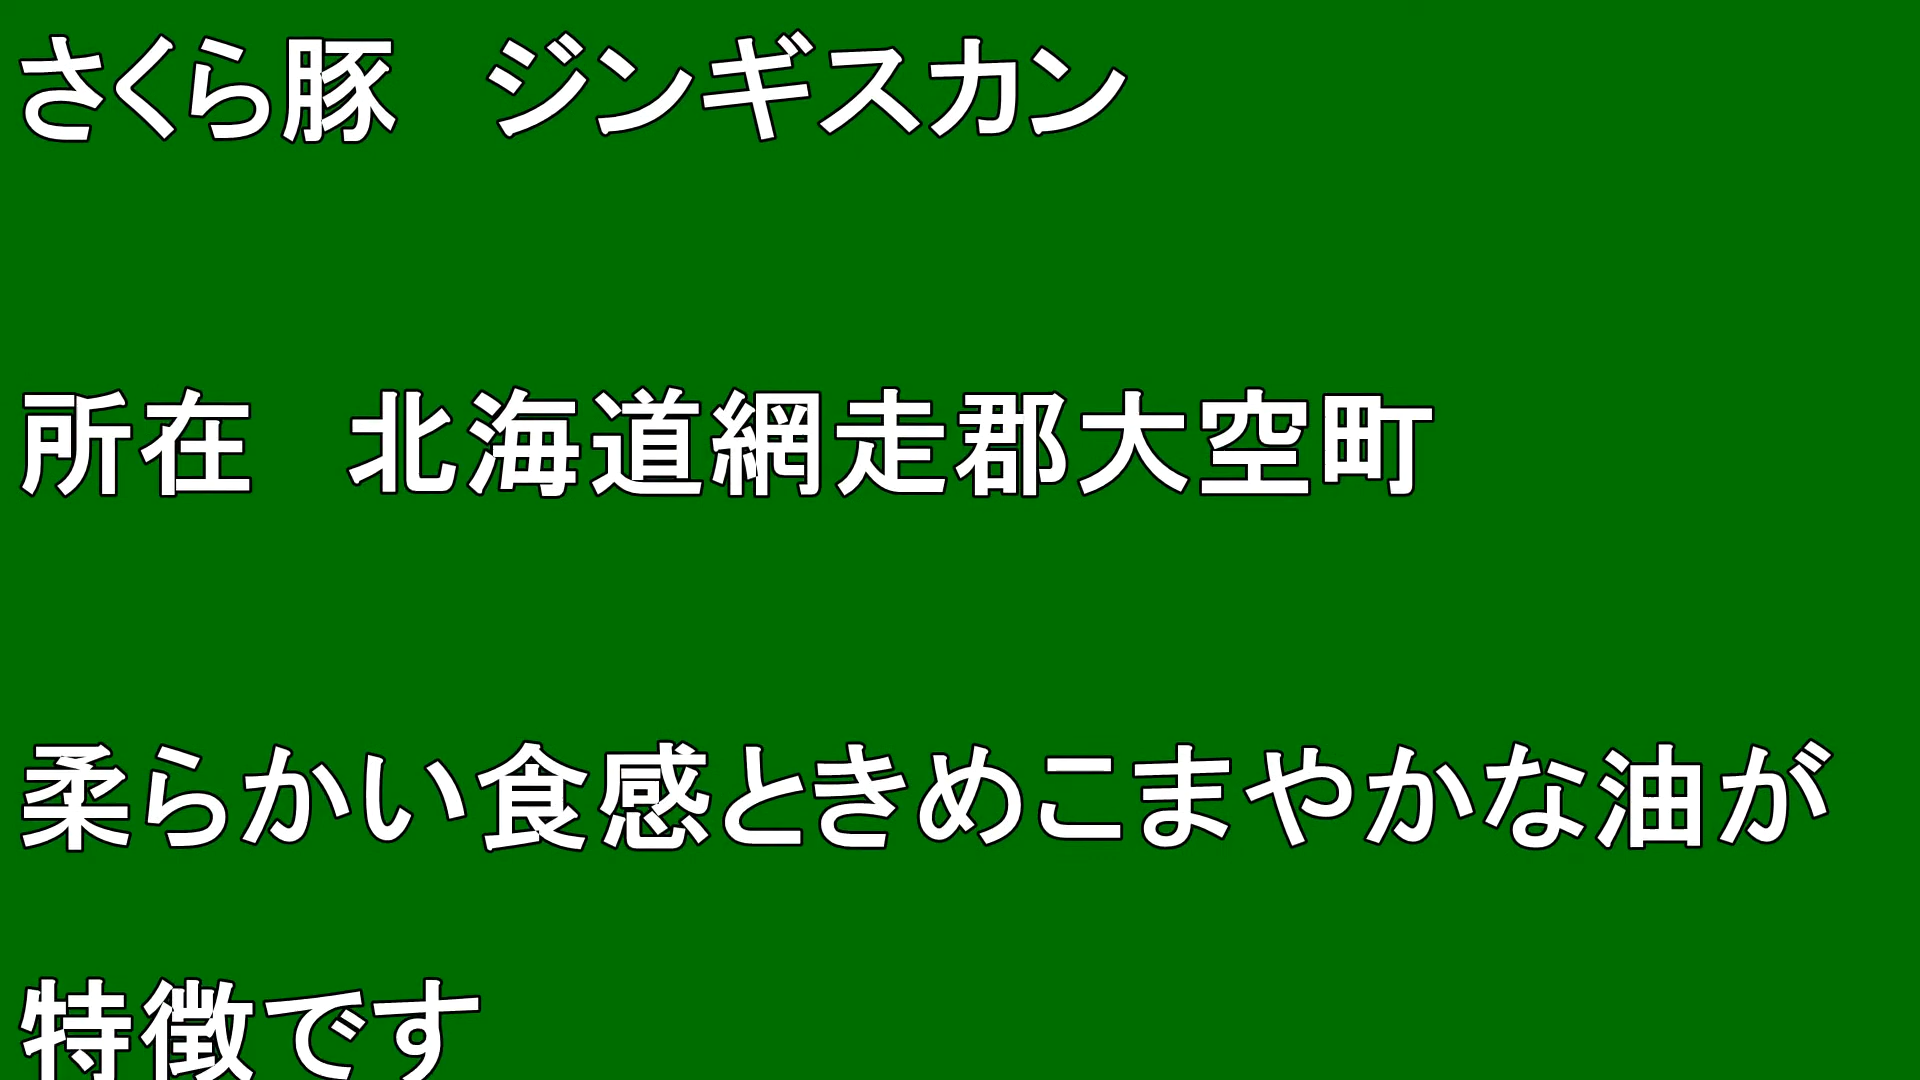 さくら豚　ジンギスカン
所在　北海道網走郡大空町
柔らかい食感ときめこまやかな油が
特徴です